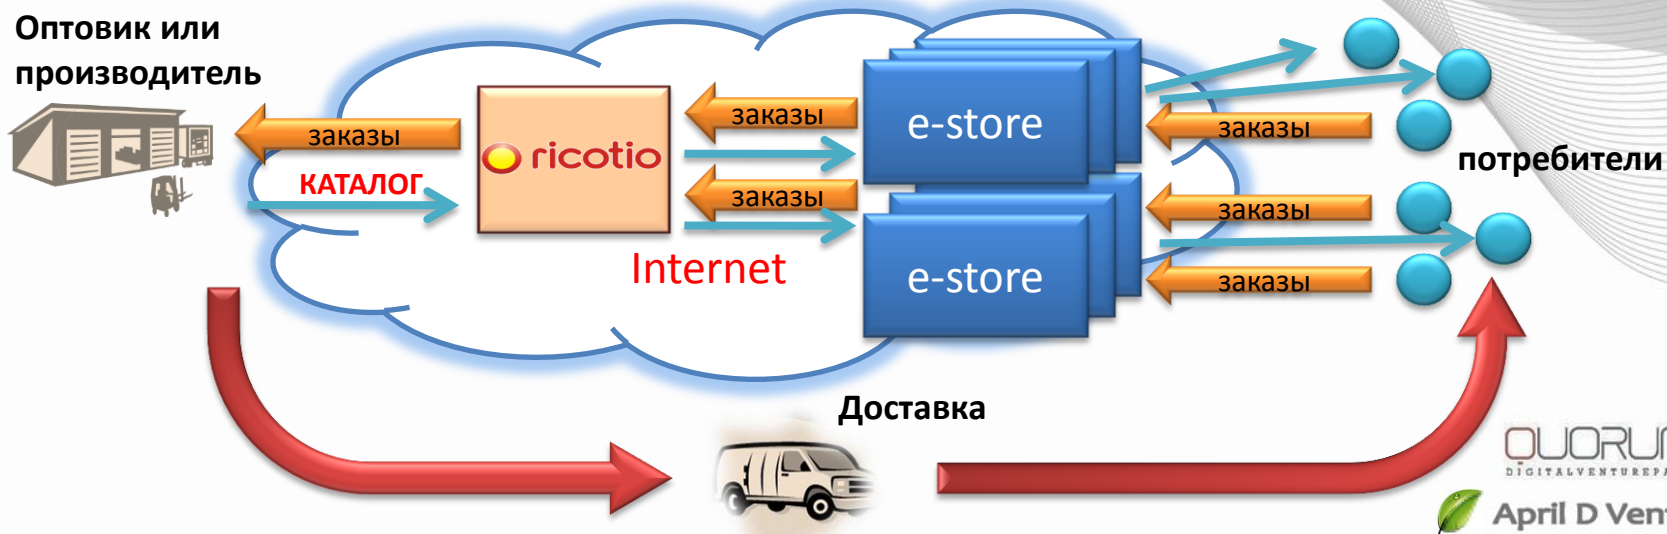 Оптовик или
производитель
заказы
КАТАЛОГ
ricotio
заказы
заказы
Internet
e-store
e-store
заказы
заказы
заказы
потребители
Доставка
QUORU
DIGITALVENTUREPA
April D Ven